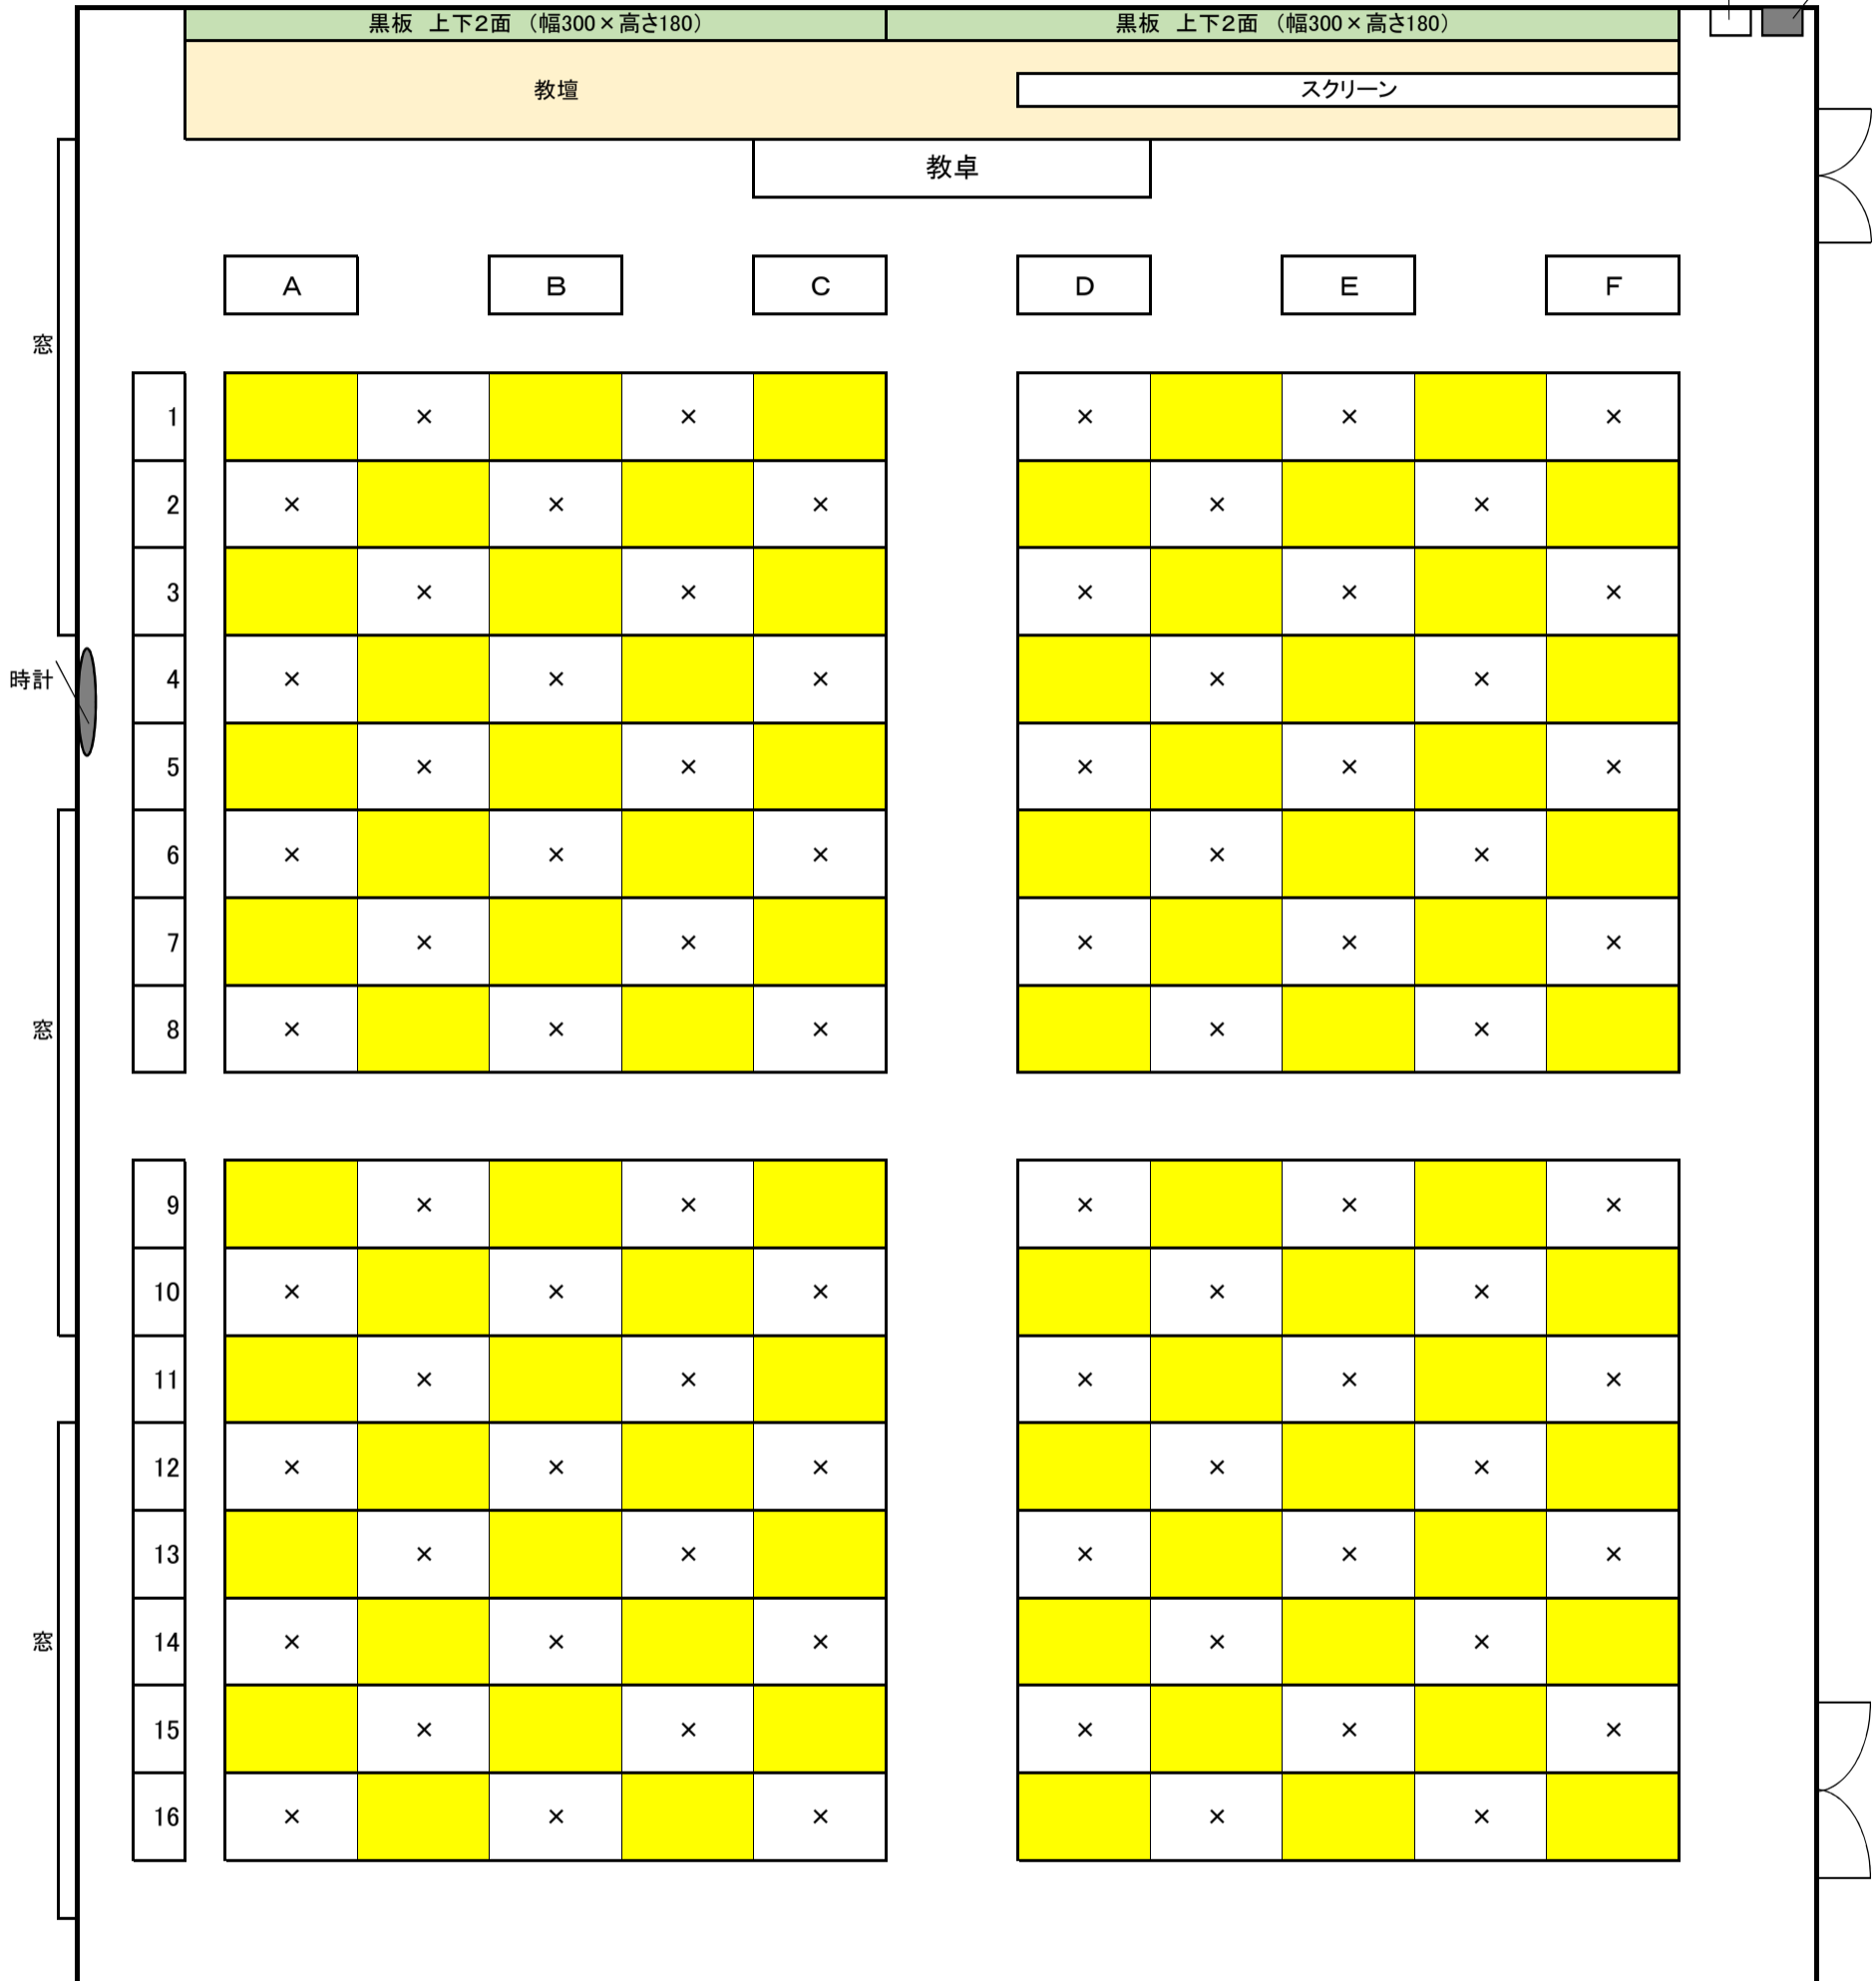 黒板 上下2面 （幅300×高さ180） 黒板 上下2面 （幅300×高さ180）
教壇 スクリーン
教卓
A B C D E F
窓
1 × × × × ×
2 × × × × ×
3 × × × × ×
時計
4 × × × × ×
5 × × × × ×
6 × × × × ×
7 × × × × ×
窓
8 × × × × ×
9 × × × × ×
10 × × × × ×
11 × × × × ×
12 × × × × ×
13 × × × × ×
窓
14 × × × × ×
15 × × × × ×
16 × × × × ×